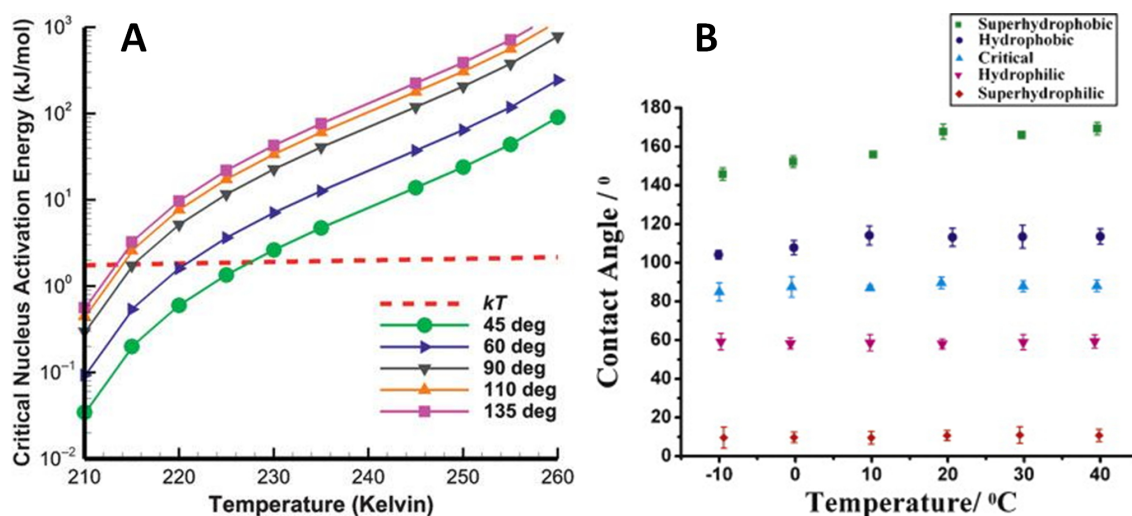 A
Critical Nucleus Activation Energy (kJ/mol)
10³
10²
10¹
10⁰
10⁻¹
10⁻²
210 220 230 240 250 260
Temperature (Kelvin)
kT
45 deg
60 deg
90 deg
110 deg
135 deg
B
Superhydrophobic
Hydrophobic
Critical
Hydrophilic
Superhydrophilic
Contact Angle / ⁰
180
160
140
120
100
80
60
40
20
0
-10 0 10 20 30 40
Temperature/ ⁰C